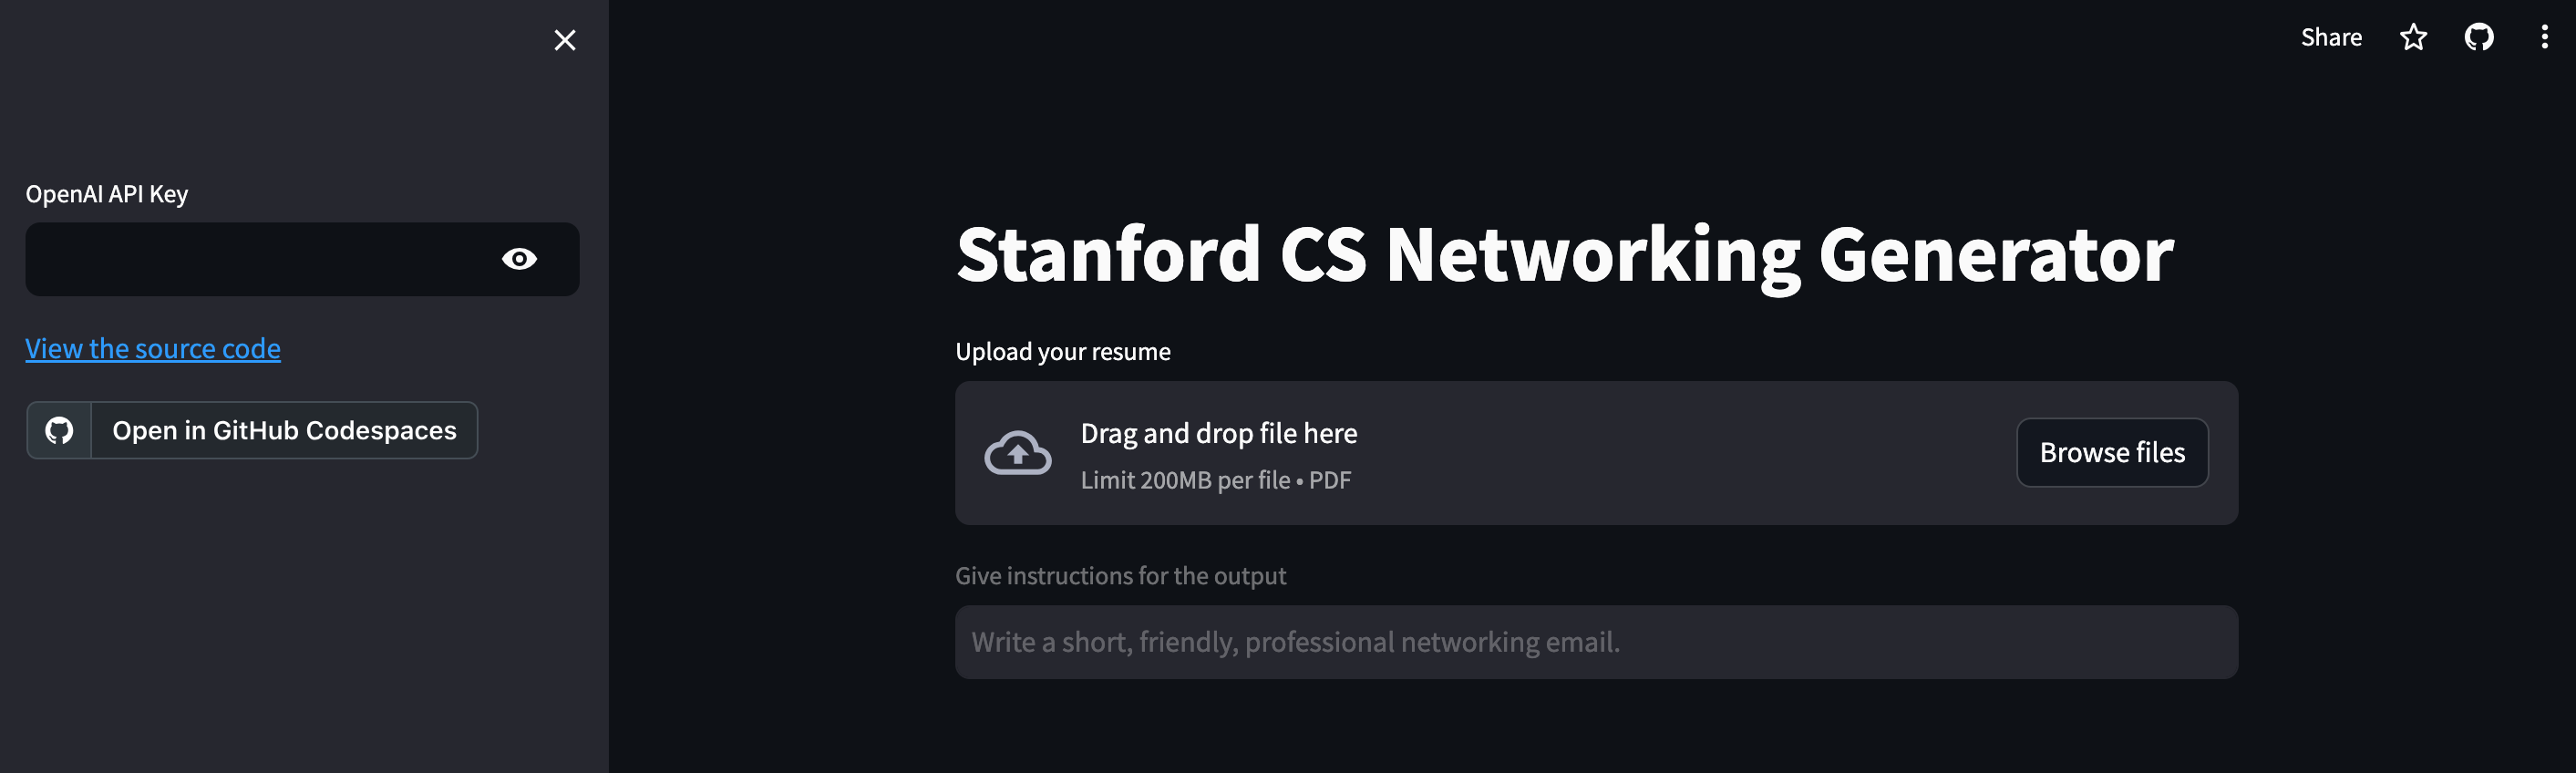 Share
OpenAI API Key
View the source code
Open in GitHub Codespaces
Stanford CS Networking Generator
Upload your resume
Drag and drop file here
Limit 200MB per file • PDF
Browse files
Give instructions for the output
Write a short, friendly, professional networking email.